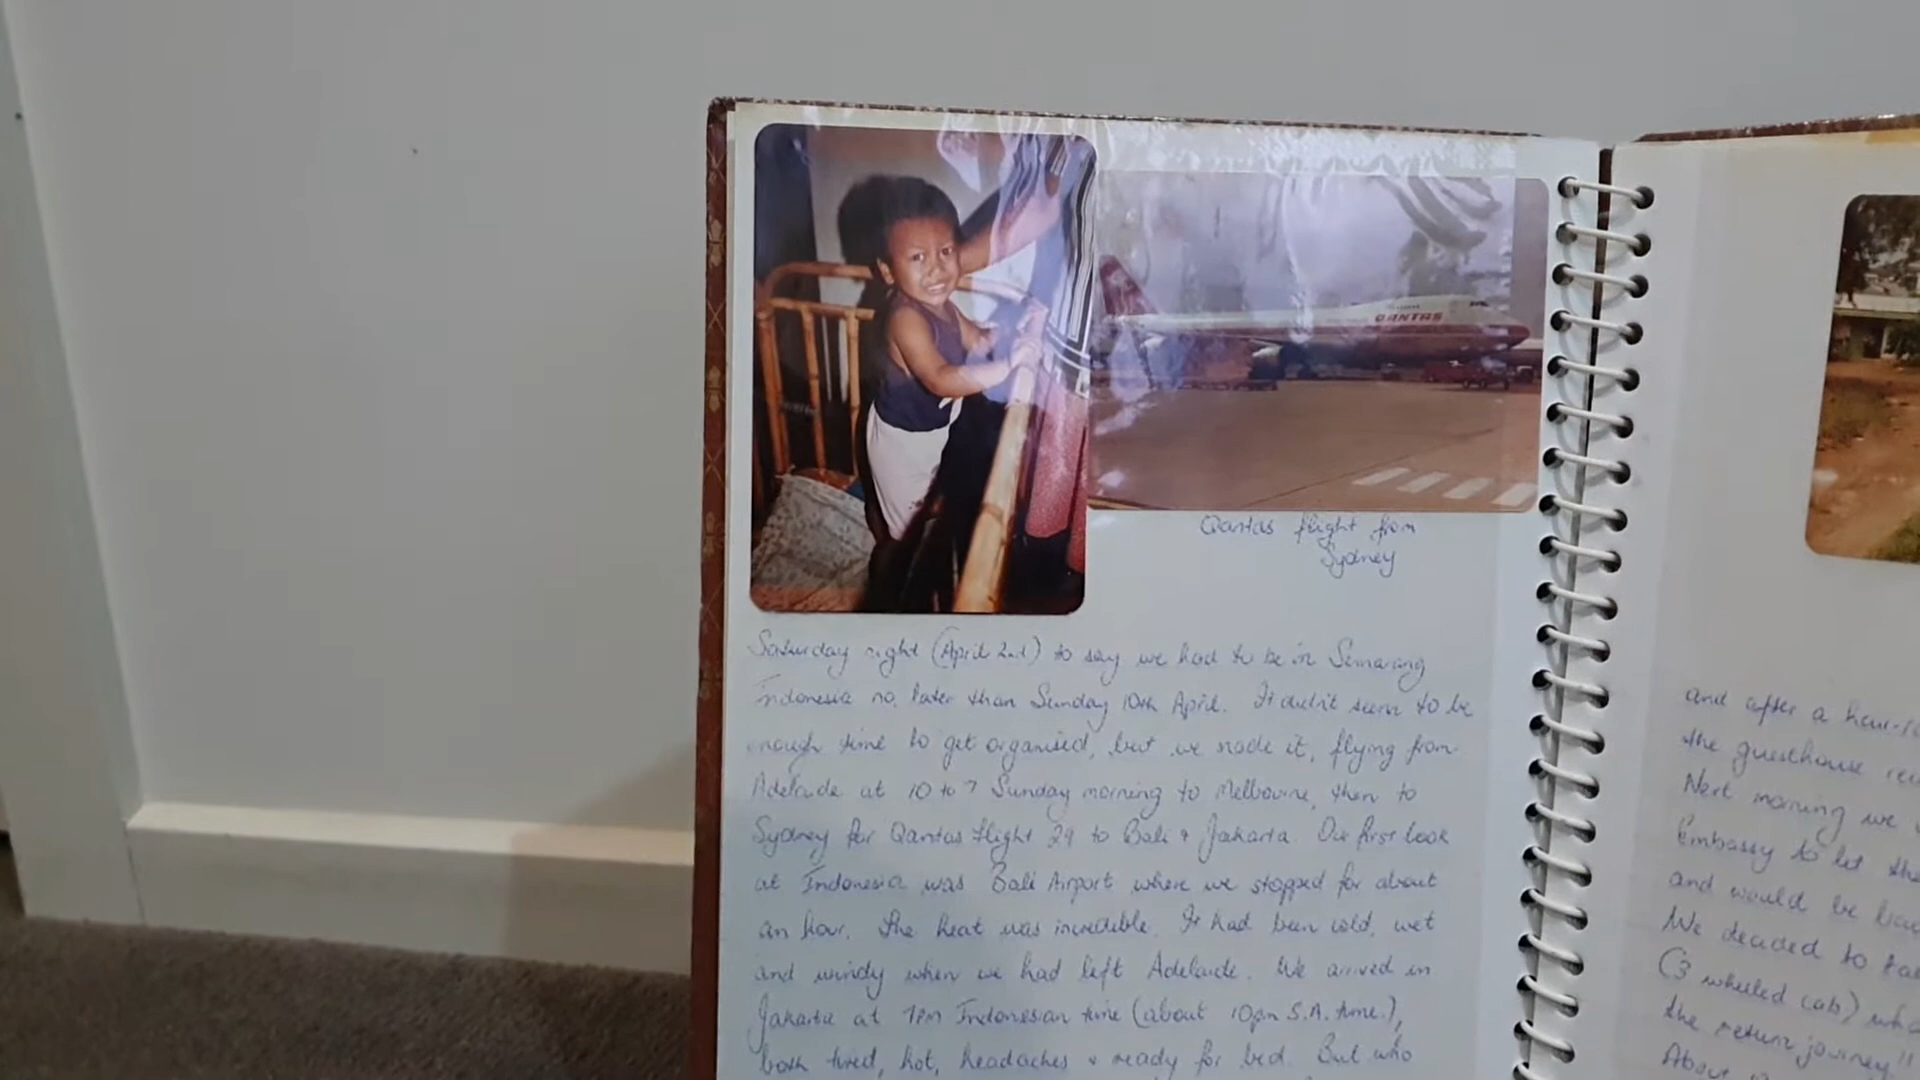 QANTAS
Qantas flight from
Sydney
Saturday night (April 2nd) to say we had to be in Semarang
Indonesia no later than Sunday 10th April. It didn't seem to be
enough time to get organised, but we made it, flying from
Adelaide at 10 to 7 Sunday morning to Melbourne, then to
Sydney for Qantas flight 29 to Bali & Jakarta. Our first look
at Indonesia was Bali Airport where we stopped for about
an hour. The heat was incredible. It had been cold, wet
and windy when we had left Adelaide. We arrived in
Jakarta at 7pm Indonesian time (about 10pm S.A. time.),
both tired, hot, headaches & ready for bed. But who
and after a hour
the guesthouse
Next morning we
embassy to let the
and would be
We decided to
(3 wheeled cab)
the return journey!!
About